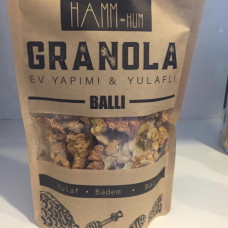 HAMM-HUM
GRANOLA
EV YAPIMI & YULAFLI
BALLI
Yulaf • Badem • Bal